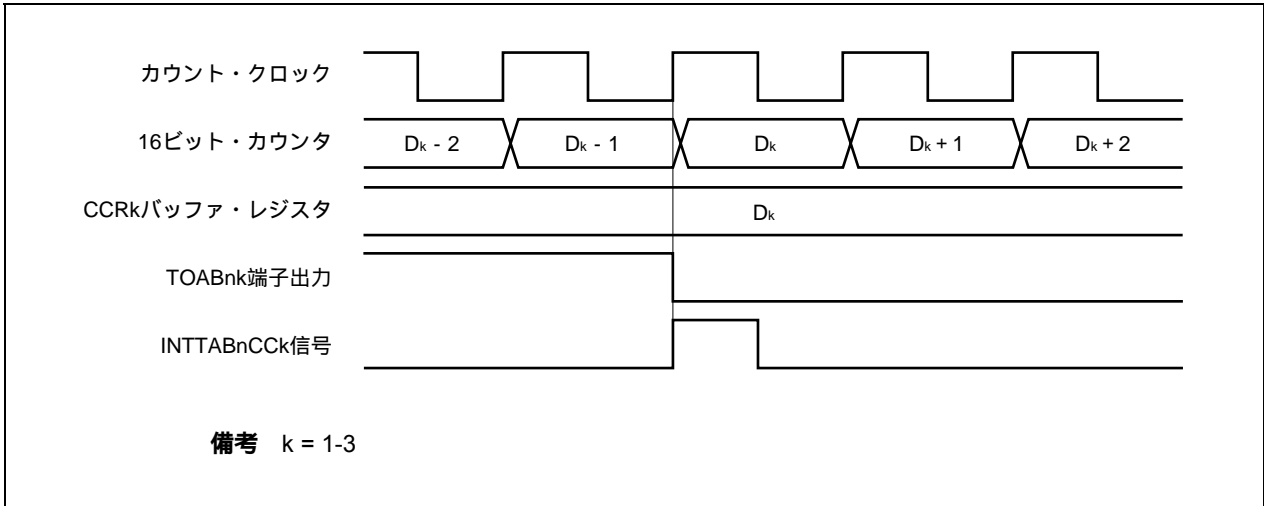 カウント・クロック
16ビット・カウンタ Dk - 2 Dk - 1 Dk Dk + 1 Dk + 2
CCRkバッファ・レジスタ Dk
TOABnk端子出力
INTTABnCCk信号
備考 k = 1-3